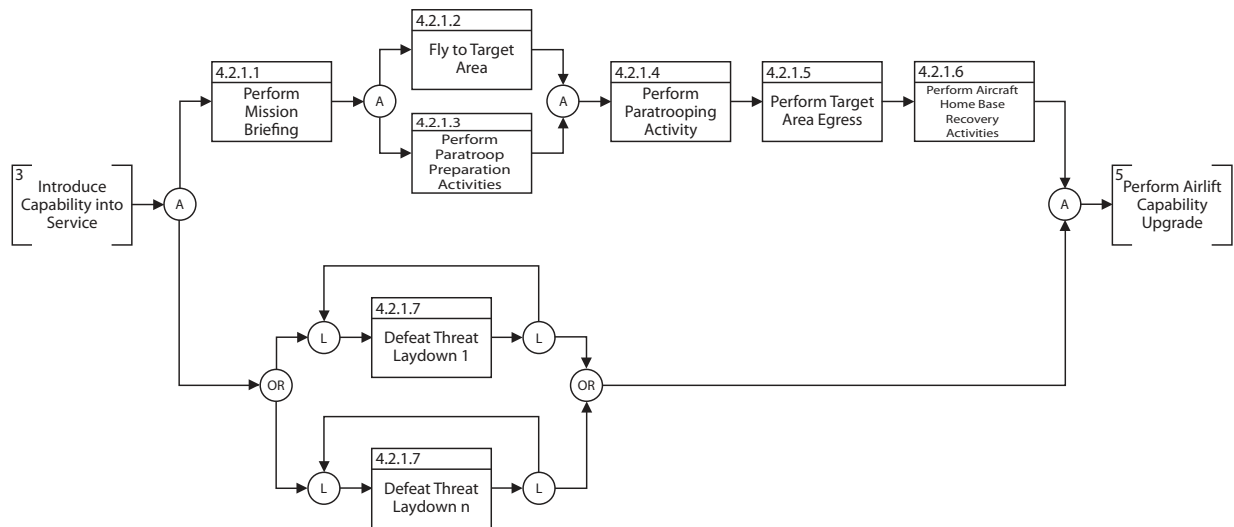 3
Introduce
Capability into
Service
A
4.2.1.1
Perform
Mission
Briefing
A
4.2.1.2
Fly to Target
Area
4.2.1.3
Perform
Paratroop
Preparation
Activities
A
4.2.1.4
Perform
Paratrooping
Activity
4.2.1.5
Perform Target
Area Egress
4.2.1.6
Perform Aircraft
Home Base
Recovery
Activities
OR
L
4.2.1.7
Defeat Threat
Laydown 1
L
L
4.2.1.7
Defeat Threat
Laydown n
L
OR
A
5
Perform Airlift
Capability
Upgrade